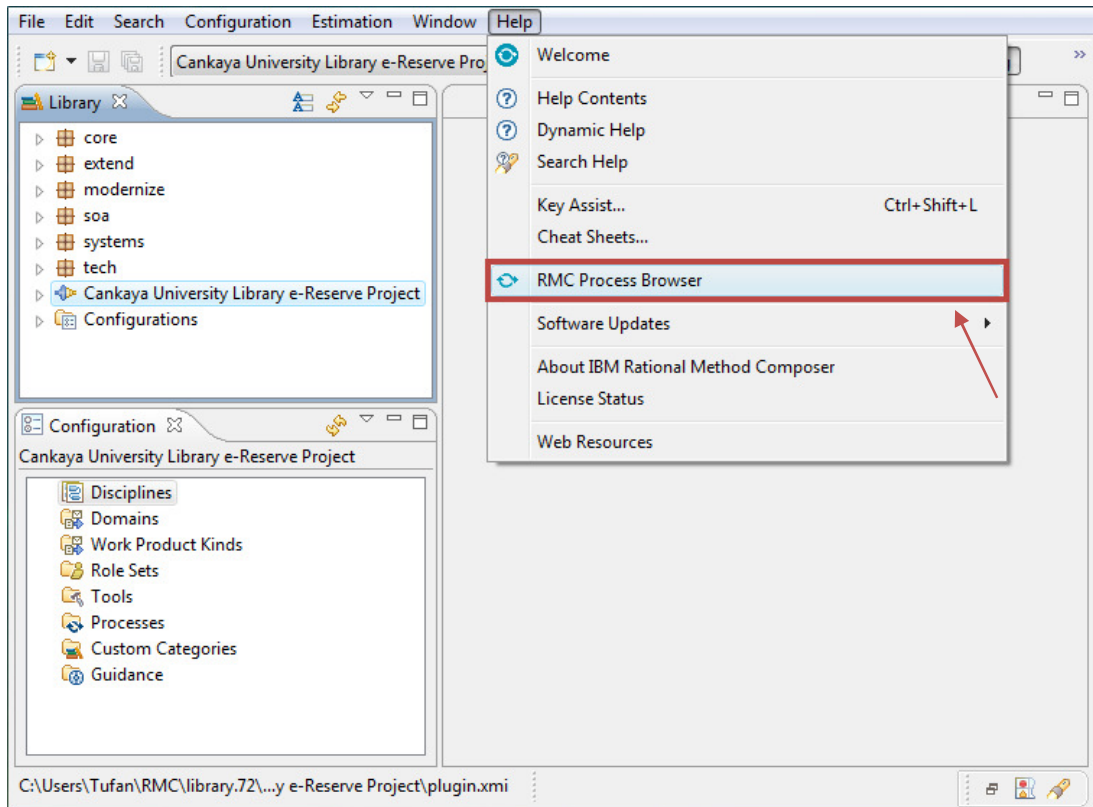 File Edit Search Configuration Estimation Window Help
Cankaya University Library e-Reserve Pro
Welcome
Help Contents
Dynamic Help
Search Help
Key Assist... Ctrl+Shift+L
Cheat Sheets...
RMC Process Browser
Software Updates
About IBM Rational Method Composer
License Status
Web Resources
Library
core
extend
modernize
soa
systems
tech
Cankaya University Library e-Reserve Project
Configurations
Configuration
Cankaya University Library e-Reserve Project
Disciplines
Domains
Work Product Kinds
Role Sets
Tools
Processes
Custom Categories
Guidance
C:\Users\Tufan\RMC\library.72\...y e-Reserve Project\plugin.xmi